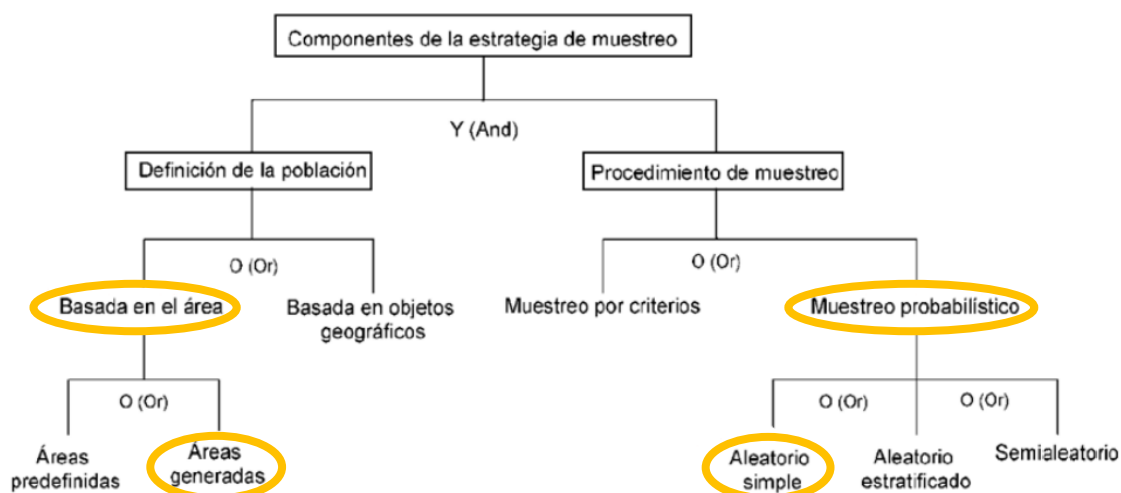 Componentes de la estrategia de muestreo
Y (And)
Definición de la población
Procedimiento de muestreo
O (Or)
O (Or)
Basada en el área
Basada en objetos
geográficos
Muestreo por criterios
Muestreo probabilístico
O (Or)
O (Or)
O (Or)
Áreas
predefinidas
Áreas
generadas
Aleatorio
simple
Aleatorio
estratificado
Semialeatorio